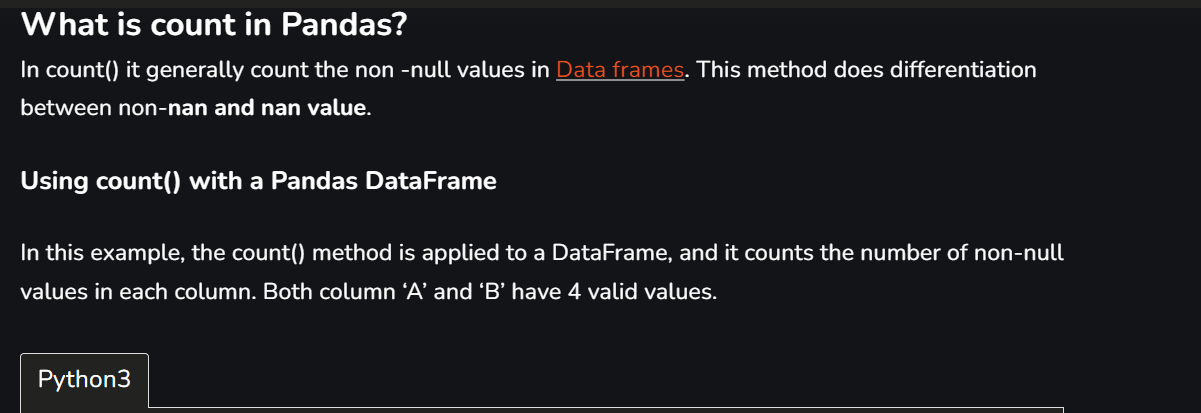 What is count in Pandas?
In count() it generally count the non -null values in Data frames. This method does differentiation
between non-nan and nan value.
Using count() with a Pandas DataFrame
In this example, the count() method is applied to a DataFrame, and it counts the number of non-null
values in each column. Both column ‘A’ and ‘B’ have 4 valid values.
Python3